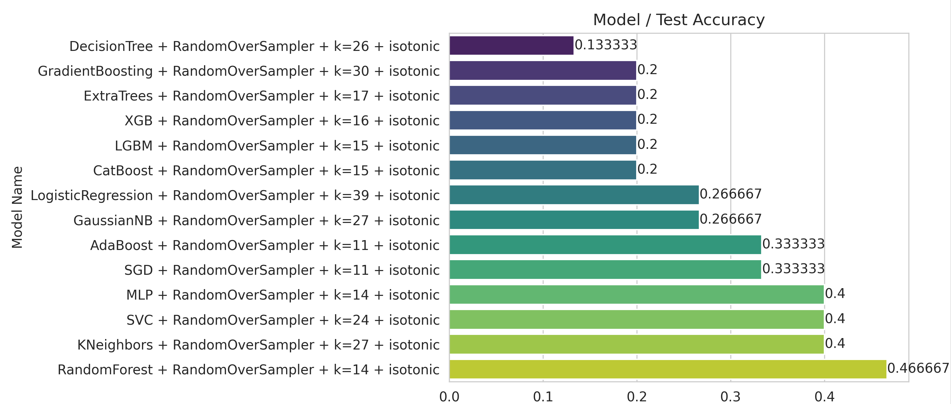 Model / Test Accuracy
Model Name
DecisionTree + RandomOverSampler + k=26 + isotonic 0.133333
GradientBoosting + RandomOverSampler + k=30 + isotonic 0.2
ExtraTrees + RandomOverSampler + k=17 + isotonic 0.2
XGB + RandomOverSampler + k=16 + isotonic 0.2
LGBM + RandomOverSampler + k=15 + isotonic 0.2
CatBoost + RandomOverSampler + k=15 + isotonic 0.2
LogisticRegression + RandomOverSampler + k=39 + isotonic 0.266667
GaussianNB + RandomOverSampler + k=27 + isotonic 0.266667
AdaBoost + RandomOverSampler + k=11 + isotonic 0.333333
SGD + RandomOverSampler + k=11 + isotonic 0.333333
MLP + RandomOverSampler + k=14 + isotonic 0.4
SVC + RandomOverSampler + k=24 + isotonic 0.4
KNeighbors + RandomOverSampler + k=27 + isotonic 0.4
RandomForest + RandomOverSampler + k=14 + isotonic 0.466667
0.0 0.1 0.2 0.3 0.4